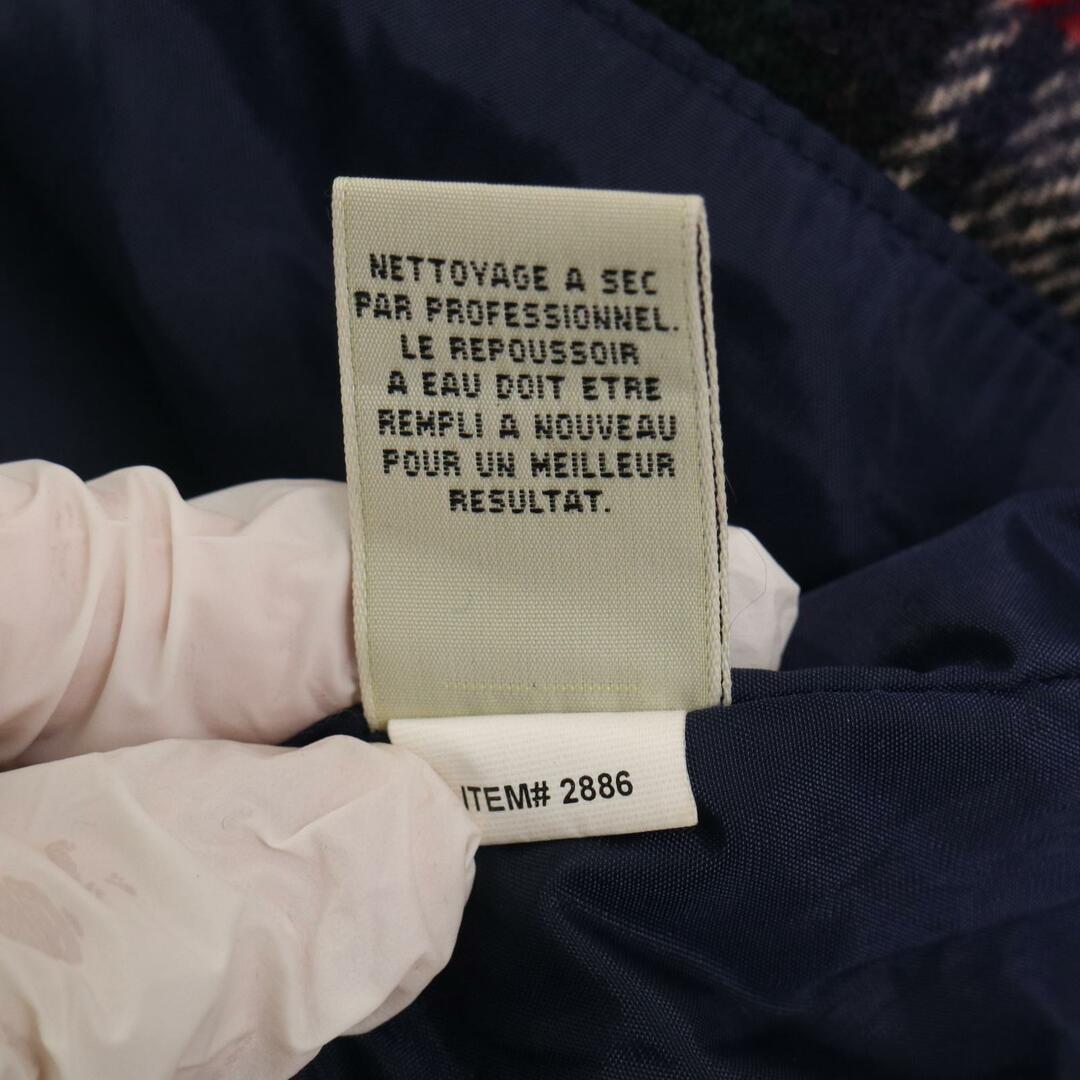 NETTOYAGE A SEC
PAR PROFESSIONNEL.
LE REPOUSSOIR
A EAU DOIT ETRE
REMPLI A NOUVEAU
POUR UN MEILLEUR
RESULTAT.
ITEM# 2886